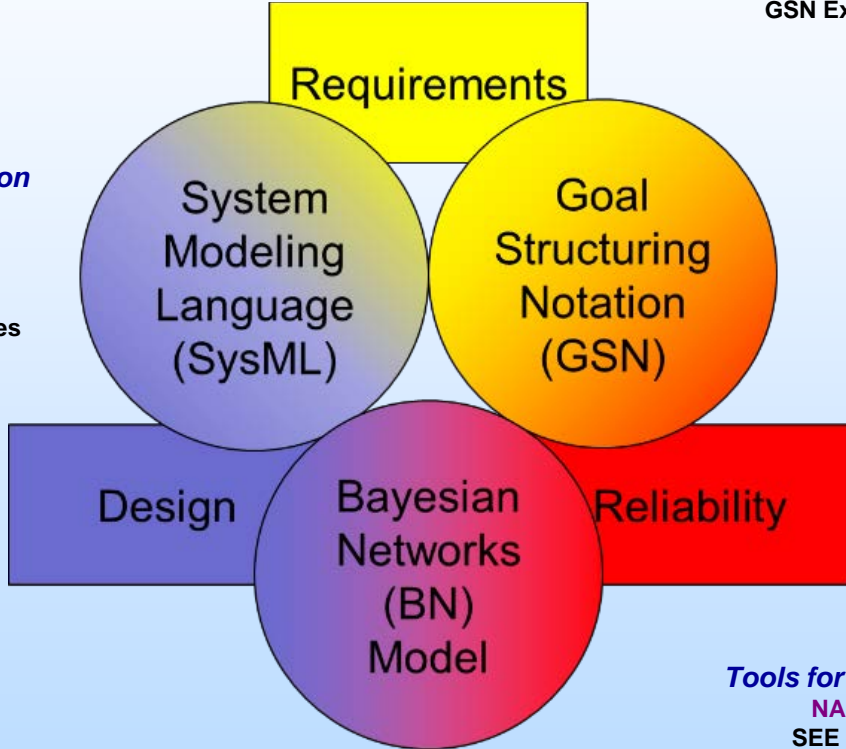 GSN Ex
Requirements
on
System
Modeling
Language
(SysML)
Goal
Structuring
Notation
(GSN)
es
Design
Bayesian
Networks
(BN)
Model
Reliability
Tools for
NA
SEE